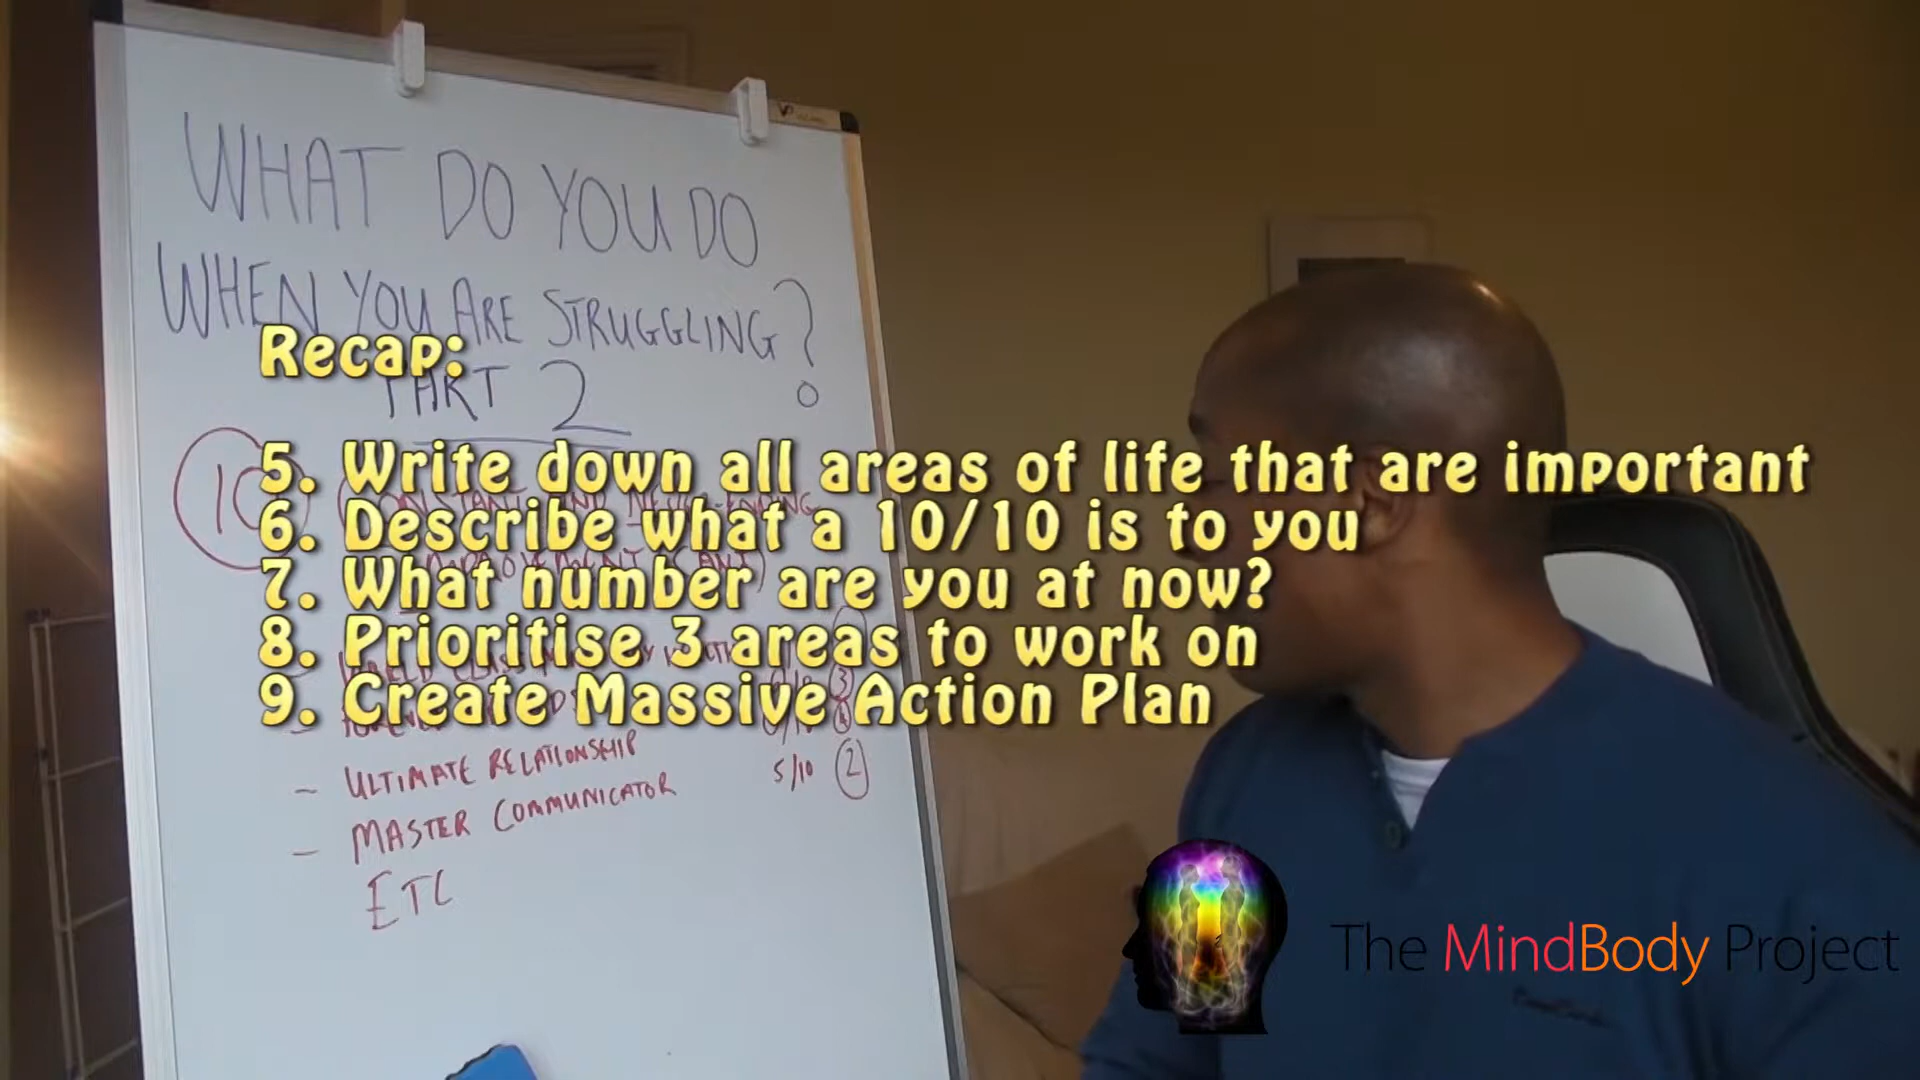 WHAT DO YOU DO
WHEN YOU ARE STRUGGLING?
Recap:
PART 2
10
5. Write down all areas of life that are important
6. Describe what a 10/10 is to you
7. What number are you at now?
8. Prioritise 3 areas to work on
9. Create Massive Action Plan
3
- ULTIMATE RELATIONSHIP 5/10 2
- MASTER COMMUNICATOR
ETC
The MindBody Project